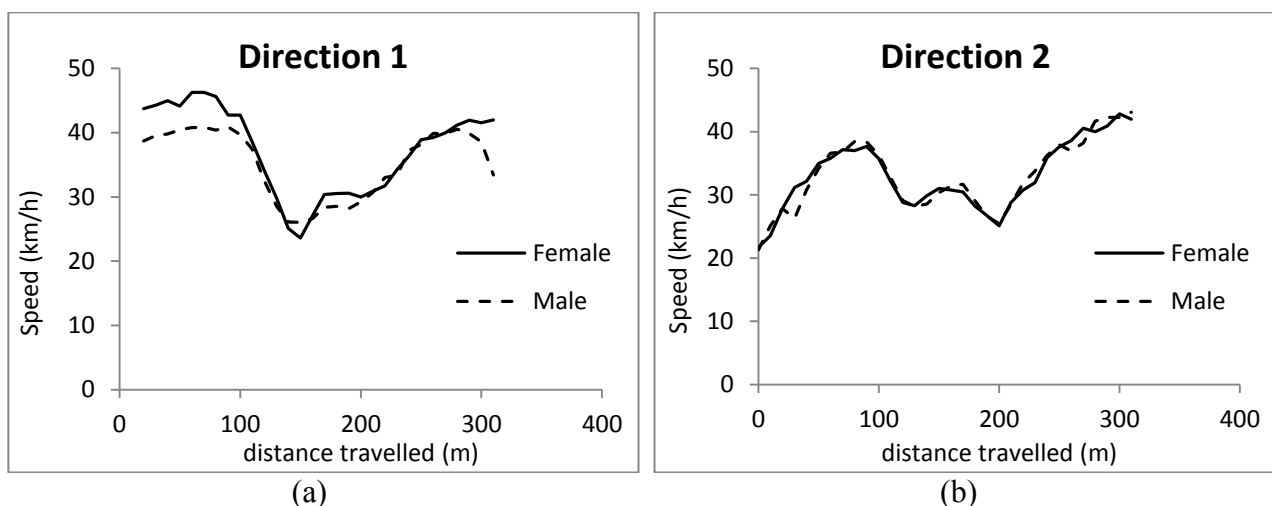 Direction 1
50
40
30
20
10
0
Speed (km/h)
0 100 200 300 400
distance travelled (m)
Female
Male
(a)
Direction 2
50
40
30
20
10
0
Speed (km/h)
0 100 200 300 400
distance travelled (m)
Female
Male
(b)